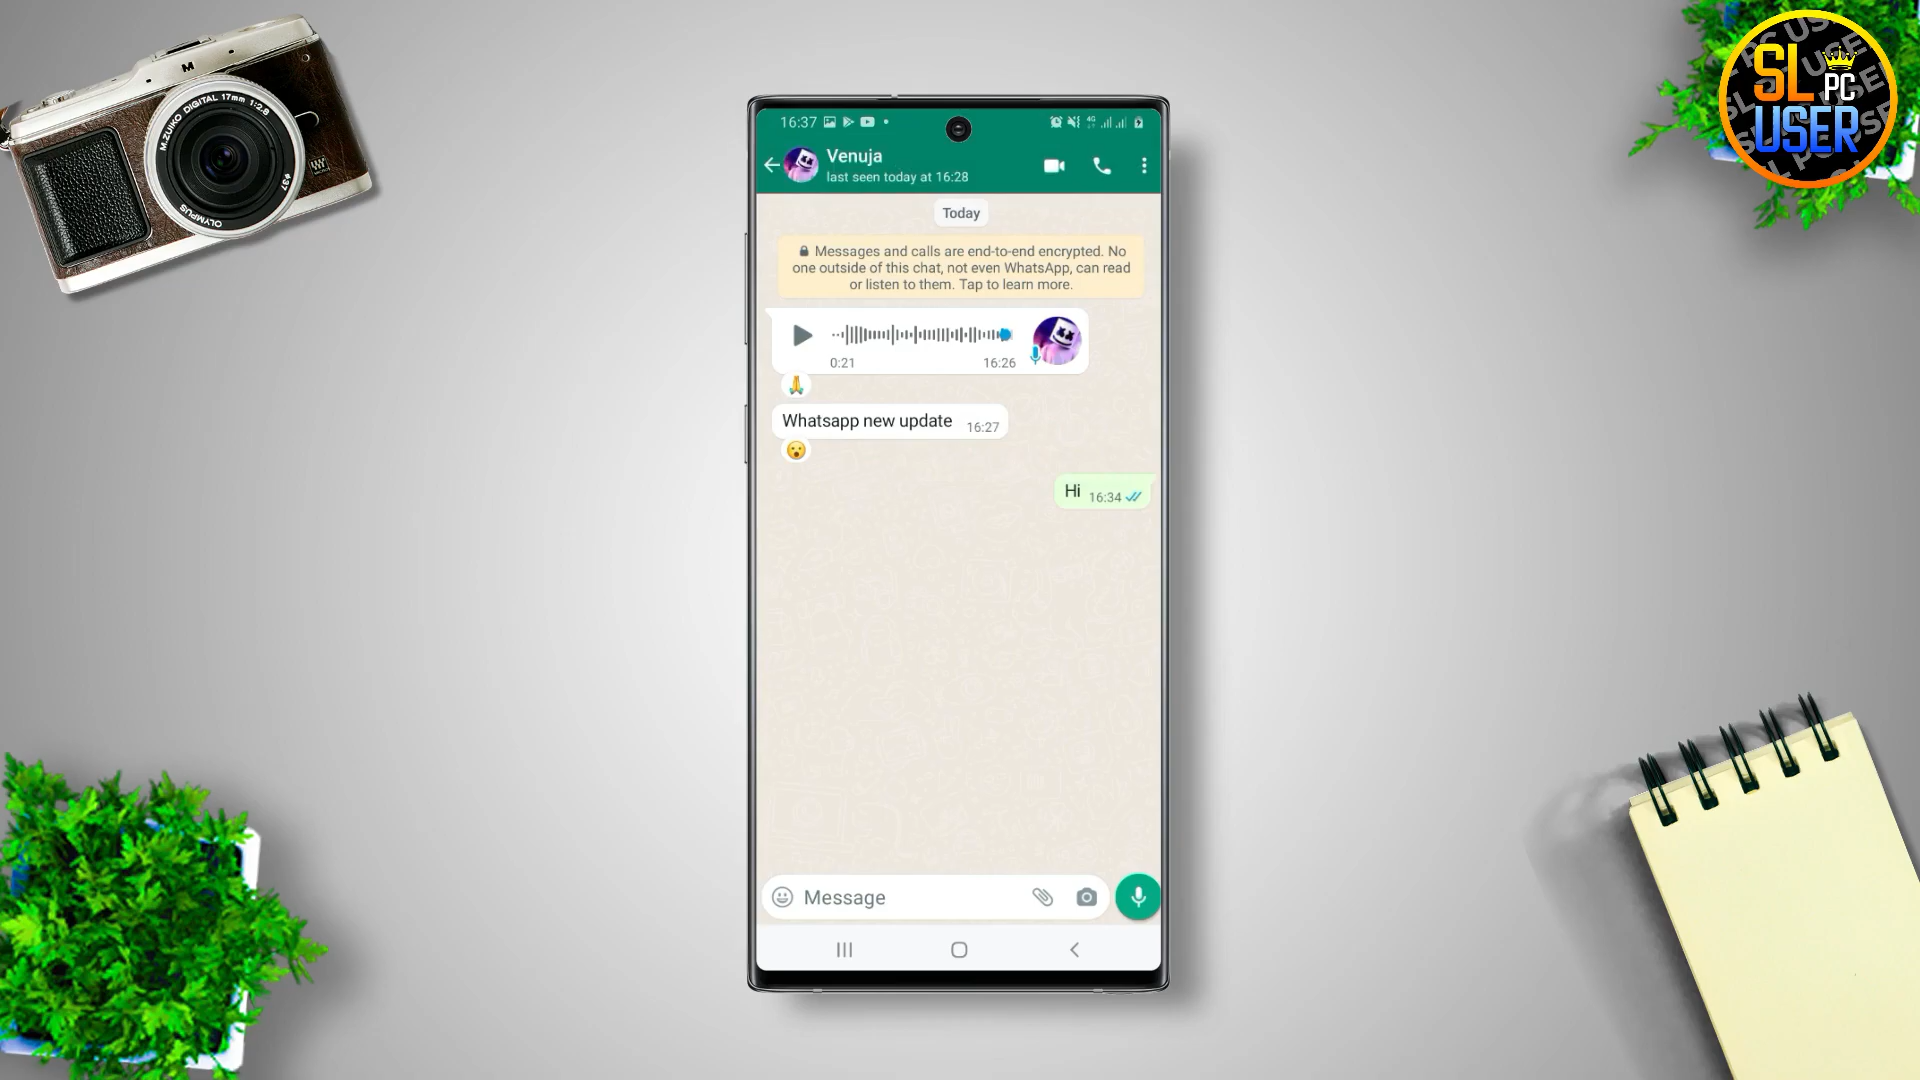 M
M.ZUIKO DIGITAL 17mm 1:2.8
OLYMPUS
ø37
SL
PC
USER
16:37
4G
Venuja
last seen today at 16:28
Today
Messages and calls are end-to-end encrypted. No
one outside of this chat, not even WhatsApp, can read
or listen to them. Tap to learn more.
0:21
16:26
Whatsapp new update 16:27
Hi 16:34
Message